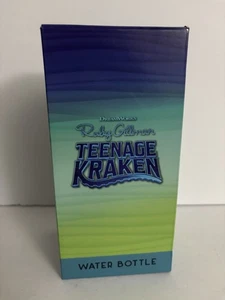 DREAMWORKS
Ruby Gillman
TEENAGE
KRAKEN
WATER BOTTLE